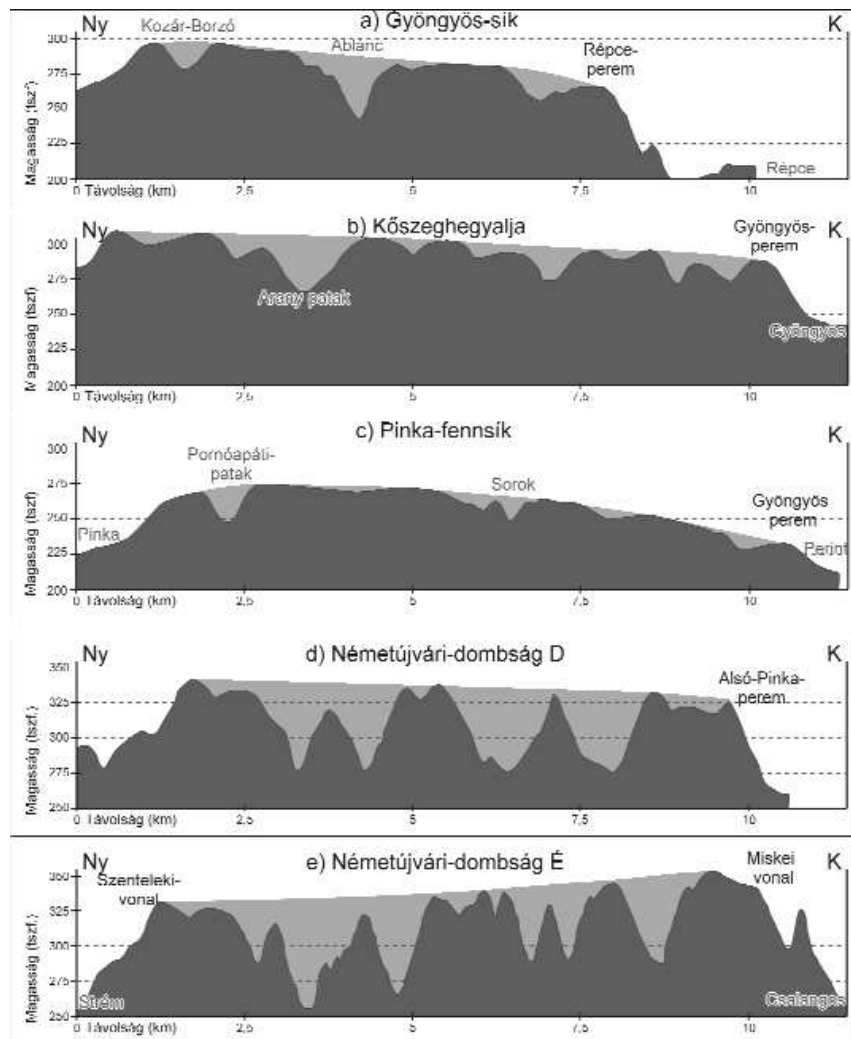 Ny
a) Gyöngyös-sik
K
Kozár-Borzó
Ablánc
Répce-
perem
Répce
Magasság (tszf)
300
275
250
225
200
0 Távolság (km)
2,5
5
7,5
10
Ny
b) Kőszeghegyalja
K
Gyöngyös-
perem
Arany patak
Gyöngyös
Magasság (tszf)
300
275
250
225
200
0 Távolság (km)
2,5
5
7,5
10
Ny
c) Pinka-fennsík
K
Pornóapáti-
patak
Sorok
Gyöngyös
perem
Pinka
Perint
Magasság (tszf)
300
275
250
225
200
0 Távolság (km)
2,5
5
7,5
10
Ny
d) Németújvári-dombság D
K
Alsó-Pinka-
perem
Magasság (tszf.)
350
325
300
275
250
0 Távolság (km)
2,5
5
7,5
10
Ny
e) Németújvári-dombság É
K
Szenteleki-
vonal
Miskei
vonal
Strém
Csalangos
Magasság (tszf.)
350
325
300
275
250
0 Távolság (km)
2,5
5
7,5
10